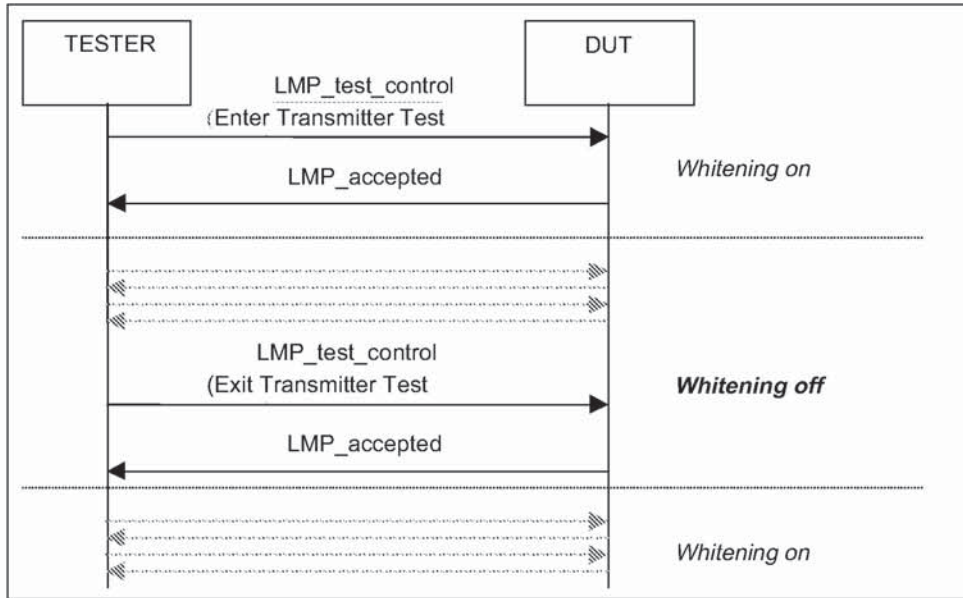 TESTER
DUT
LMP_test_control
(Enter Transmitter Test
LMP_accepted
Whitening on
LMP_test_control
(Exit Transmitter Test
Whitening off
LMP_accepted
Whitening on